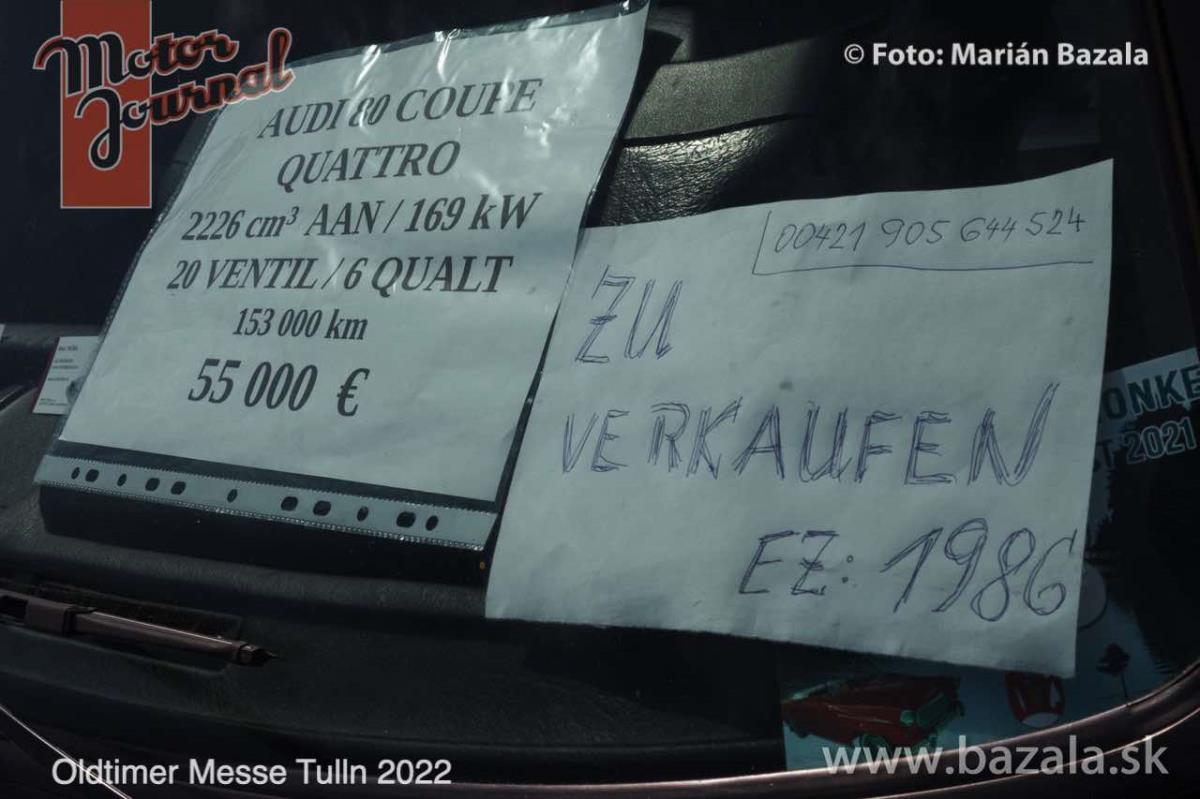 Motor
Journal
© Foto: Marián Bazala
AUDI 80 COUPE
QUATTRO
2226 cm³ AAN / 169 kW
20 VENTIL / 6 QUALT
153 000 km
55 000 €
00421 905 644 524
ZU
VERKAUFEN
EZ: 1986
2021
Oldtimer Messe Tulln 2022
www.bazala.sk